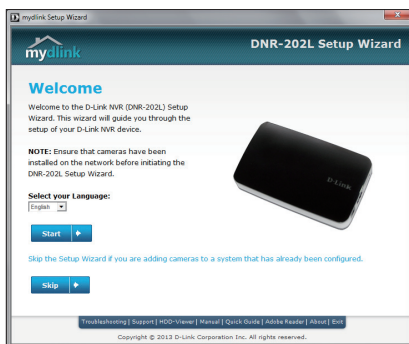 mydlink Setup Wizard
mydlink
DNR-202L Setup Wizard
Welcome
Welcome to the D-Link NVR (DNR-202L) Setup
Wizard. This wizard will guide you through the
setup of your D-Link NVR device.
NOTE: Ensure that cameras have been
installed on the network before initiating the
DNR-202L Setup Wizard.
Select your Language:
English
Start
D-Link
Skip the Setup Wizard if you are adding cameras to a system that has already been configured.
Skip
Troubleshooting | Support | HDD-Viewer | Manual | Quick Guide | Adobe Reader | About | Exit
Copyright © 2013 D-Link Corporation Inc. All rights reserved.